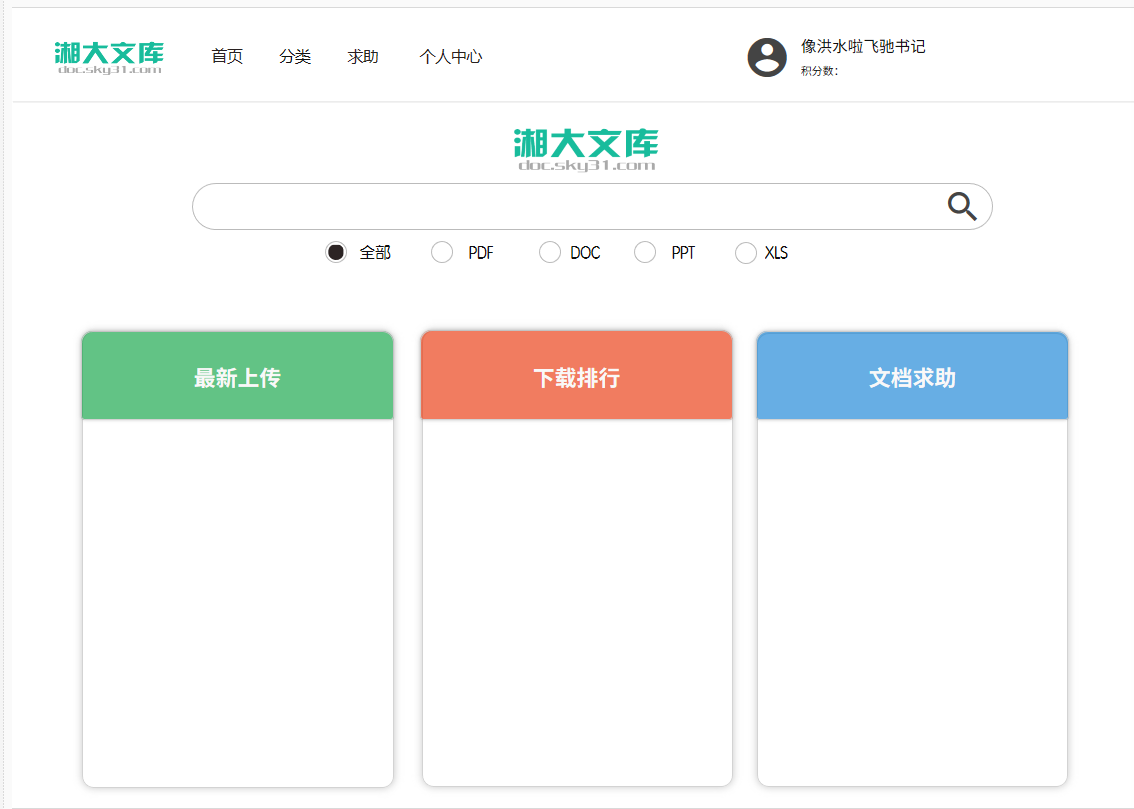 湘大文库
doc.sky31.com
首页 分类 求助 个人中心
像洪水啦飞驰书记
积分数:
湘大文库
doc.sky31.com
全部 PDF DOC PPT XLS
最新上传 下载排行 文档求助